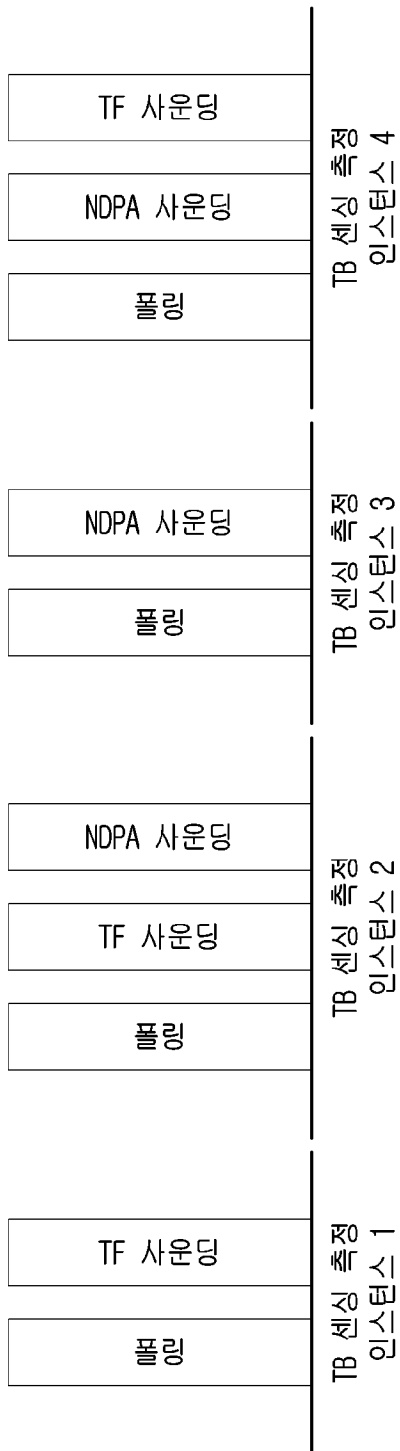 TF 사운딩
NDPA 사운딩
폴링
TB 센싱 측정
인스턴스 4
NDPA 사운딩
폴링
TB 센싱 측정
인스턴스 3
NDPA 사운딩
TF 사운딩
폴링
TB 센싱 측정
인스턴스 2
TF 사운딩
폴링
TB 센싱 측정
인스턴스 1